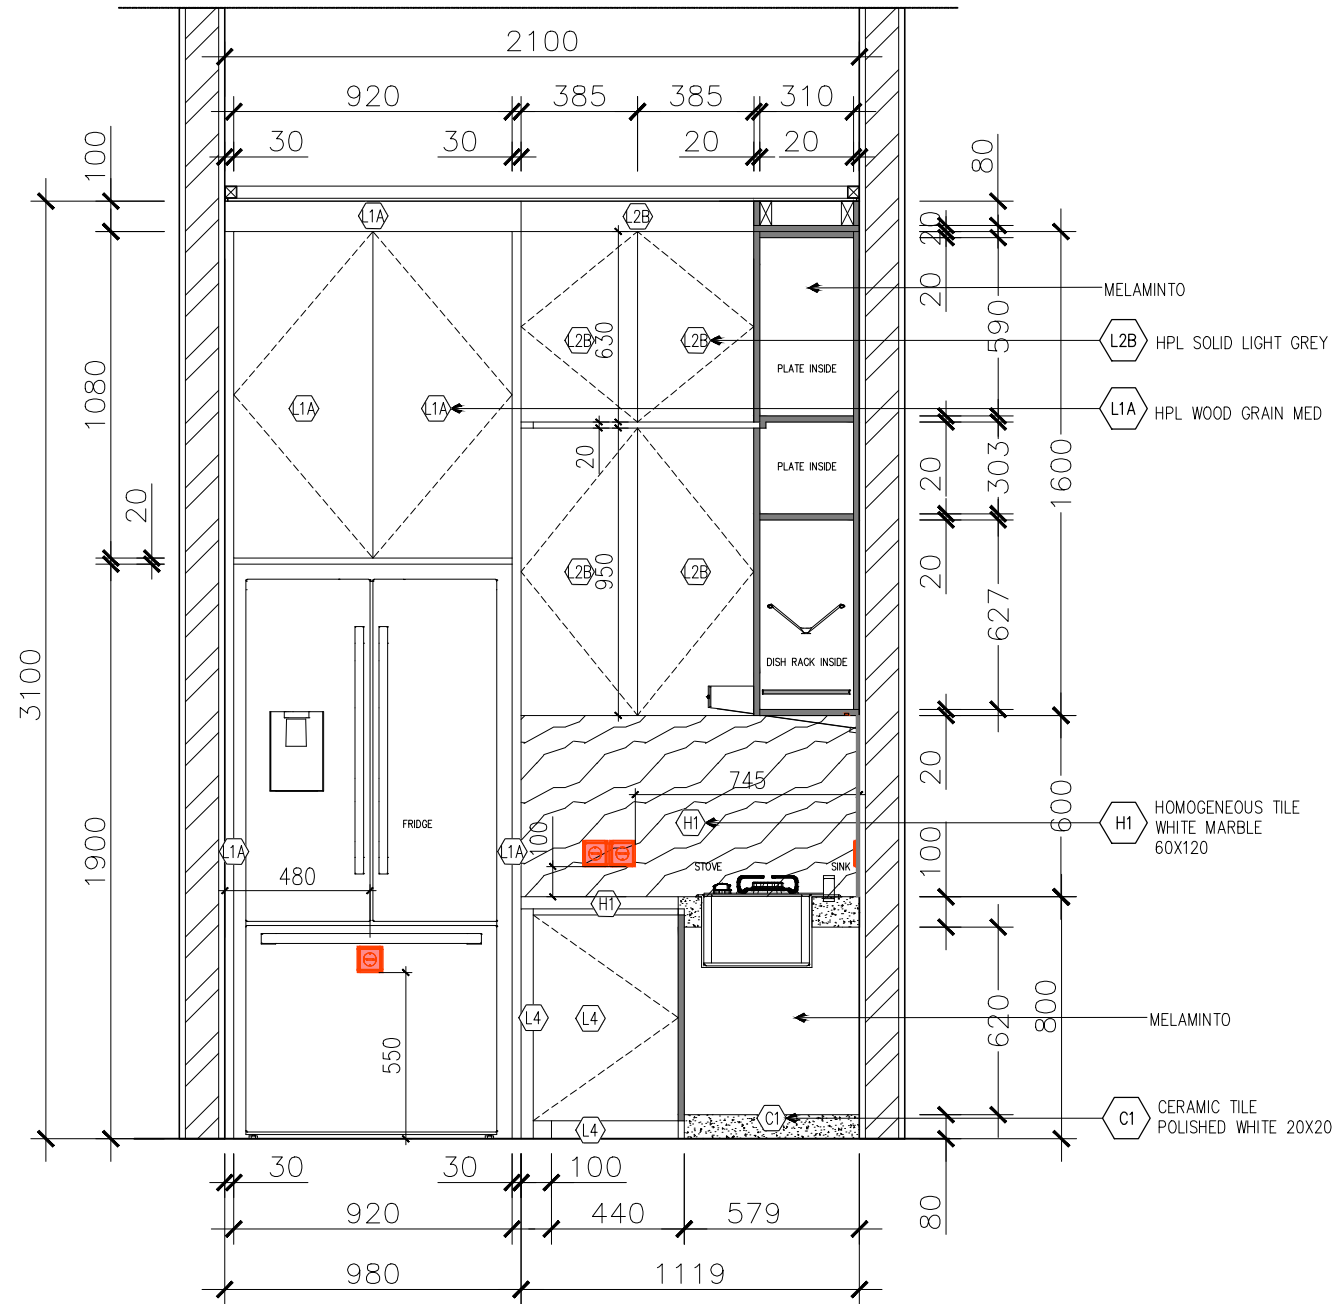 2100
920
385
385
310
30
30
20
20
100
80
L1A
L2B
20
20
MELAMINTO
630
590
L2B
L2B
L2B
HPL SOLID LIGHT GREY
PLATE INSIDE
1080
L1A
L1A
L1A
HPL WOOD GRAIN MED
20
PLATE INSIDE
20
303
1600
20
950
L2B
L2B
20
627
3100
DISH RACK INSIDE
745
20
1900
FRIDGE
H1
600
H1
HOMOGENEOUS TILE
WHITE MARBLE
60X120
L1A
L1A
100
100
480
STOVE
SINK
H1
550
L4
L4
620
800
MELAMINTO
L4
C1
C1
CERAMIC TILE
POLISHED WHITE 20X20
30
30
100
80
920
440
579
980
1119